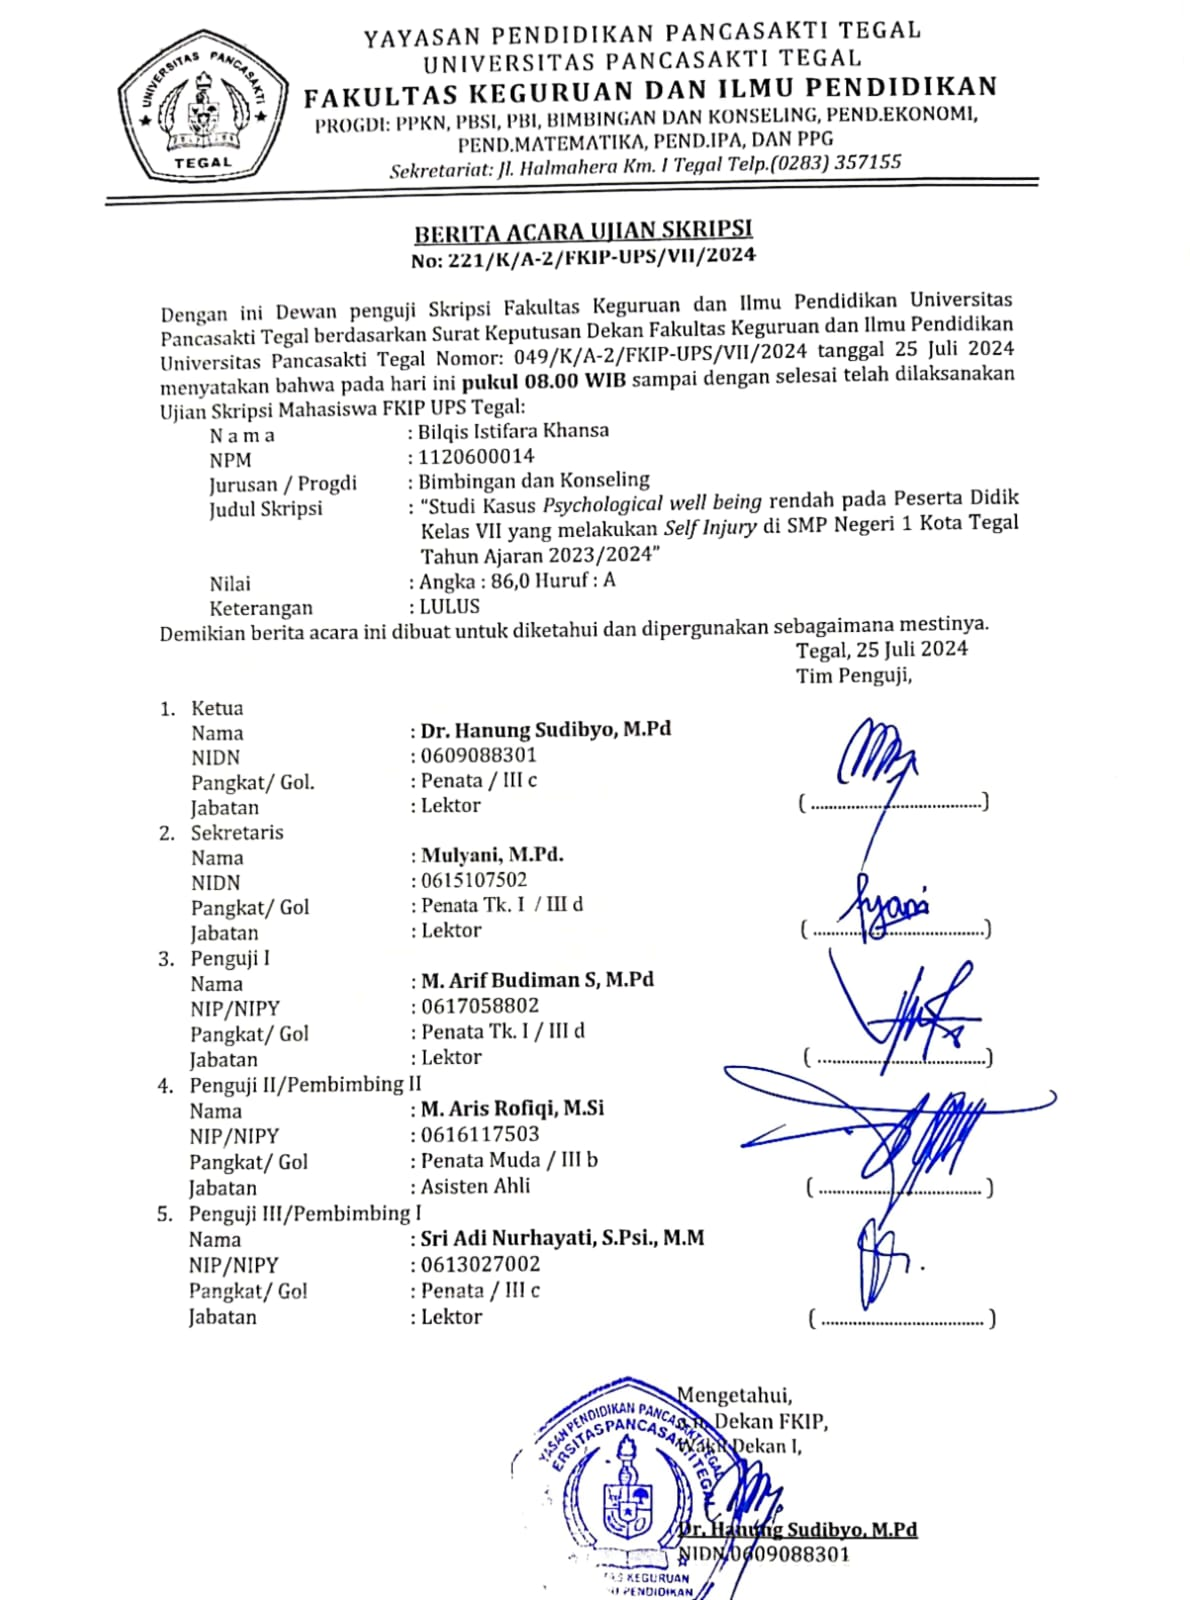 UNIVERSITAS PANCASAKTI
TEGAL
YAYASAN PENDIDIKAN PANCASAKTI TEGAL
UNIVERSITAS PANCASAKTI TEGAL
FAKULTAS KEGURUAN DAN ILMU PENDIDIKAN
PROGDI: PPKN, PBSI, PBI, BIMBINGAN DAN KONSELING, PEND.EKONOMI,
PEND.MATEMATIKA, PEND.IPA, DAN PPG
Sekretariat: Jl. Halmahera Km. I Tegal Telp.(0283) 357155
BERITA ACARA UJIAN SKRIPSI
No: 221/K/A-2/FKIP-UPS/VII/2024
Dengan ini Dewan penguji Skripsi Fakultas Keguruan dan Ilmu Pendidikan Universitas
Pancasakti Tegal berdasarkan Surat Keputusan Dekan Fakultas Keguruan dan Ilmu Pendidikan
Universitas Pancasakti Tegal Nomor: 049/K/A-2/FKIP-UPS/VII/2024 tanggal 25 Juli 2024
menyatakan bahwa pada hari ini pukul 08.00 WIB sampai dengan selesai telah dilaksanakan
Ujian Skripsi Mahasiswa FKIP UPS Tegal:
N a m a : Bilqis Istifara Khansa
NPM : 1120600014
Jurusan / Progdi : Bimbingan dan Konseling
Judul Skripsi : “Studi Kasus Psychological well being rendah pada Peserta Didik
Kelas VII yang melakukan Self Injury di SMP Negeri 1 Kota Tegal
Tahun Ajaran 2023/2024”
Nilai : Angka : 86,0 Huruf : A
Keterangan : LULUS
Demikian berita acara ini dibuat untuk diketahui dan dipergunakan sebagaimana mestinya.
Tegal, 25 Juli 2024
Tim Penguji,
1. Ketua
Nama : Dr. Hanung Sudibyo, M.Pd
NIDN : 0609088301
Pangkat/ Gol. : Penata / III c
Jabatan : Lektor (....................................)
2. Sekretaris
Nama : Mulyani, M.Pd.
NIDN : 0615107502
Pangkat/ Gol : Penata Tk. I / III d
Jabatan : Lektor (....................................)
3. Penguji I
Nama : M. Arif Budiman S, M.Pd
NIP/NIPY : 0617058802
Pangkat/ Gol : Penata Tk. I / III d
Jabatan : Lektor (....................................)
4. Penguji II/Pembimbing II
Nama : M. Aris Rofiqi, M.Si
NIP/NIPY : 0616117503
Pangkat/ Gol : Penata Muda / III b
Jabatan : Asisten Ahli (....................................)
5. Penguji III/Pembimbing I
Nama : Sri Adi Nurhayati, S.Psi., M.M
NIP/NIPY : 0613027002
Pangkat/ Gol : Penata / III c
Jabatan : Lektor (....................................)
Mengetahui,
Dekan FKIP,
Wakil Dekan I,
YASAN PENDIDIKAN PANCASAKTI TEGAL
ERSITAS PANCASAKTI TEGAL
Dr. Hanung Sudibyo, M.Pd
NIDN.0609088301
KEGURUAN
PENDIDIKAN